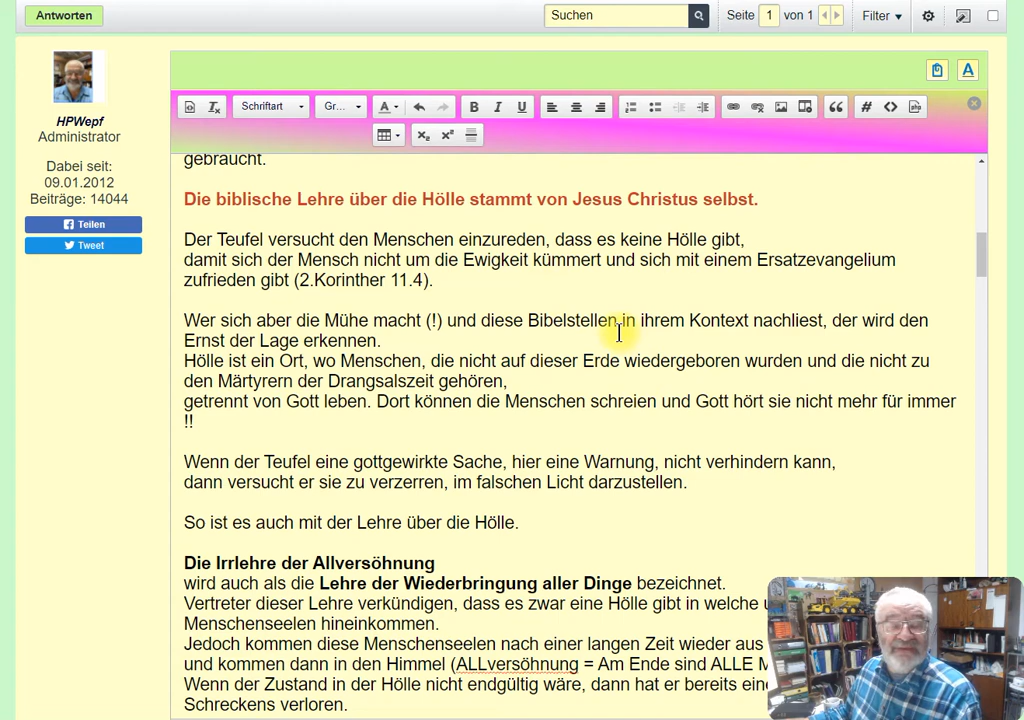 Antworten
Suchen
Seite 1 von 1
Filter
HPWepf
Administrator
Dabei seit:
09.01.2012
Beiträge: 14044
Teilen
Tweet
A
Schriftart
Gr...
A
B I U
#
php
x₂ x²
gebraucht.
Die biblische Lehre über die Hölle stammt von Jesus Christus selbst.
Der Teufel versucht den Menschen einzureden, dass es keine Hölle gibt,
damit sich der Mensch nicht um die Ewigkeit kümmert und sich mit einem Ersatzevangelium
zufrieden gibt (2.Korinther 11.4).
Wer sich aber die Mühe macht (!) und diese Bibelstellen in ihrem Kontext nachliest, der wird den
Ernst der Lage erkennen.
Hölle ist ein Ort, wo Menschen, die nicht auf dieser Erde wiedergeboren wurden und die nicht zu
den Märtyrern der Drangsalszeit gehören,
getrennt von Gott leben. Dort können die Menschen schreien und Gott hört sie nicht mehr für immer
!!
Wenn der Teufel eine gottgewirkte Sache, hier eine Warnung, nicht verhindern kann,
dann versucht er sie zu verzerren, im falschen Licht darzustellen.
So ist es auch mit der Lehre über die Hölle.
Die Irrlehre der Allversöhnung
wird auch als die Lehre der Wiederbringung aller Dinge bezeichnet.
Vertreter dieser Lehre verkündigen, dass es zwar eine Hölle gibt in welche
Menschenseelen hineinkommen.
Jedoch kommen diese Menschenseelen nach einer langen Zeit wieder aus
und kommen dann in den Himmel (ALLversöhnung = Am Ende sind ALLE
Wenn der Zustand in der Hölle nicht endgültig wäre, dann hat er bereits
Schreckens verloren.